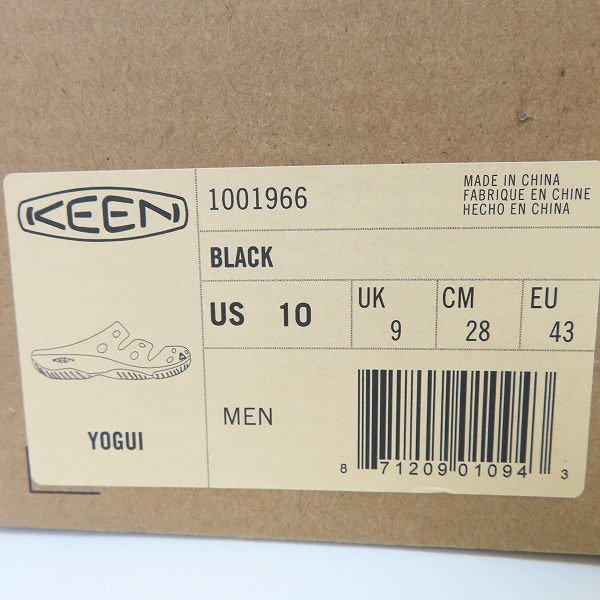 KEEN
1001966
MADE IN CHINA
FABRIQUE EN CHINE
HECHO EN CHINA
BLACK
US 10
UK 9
CM 28
EU 43
KEEN
YOGUI
MEN
8 71209 01094 3